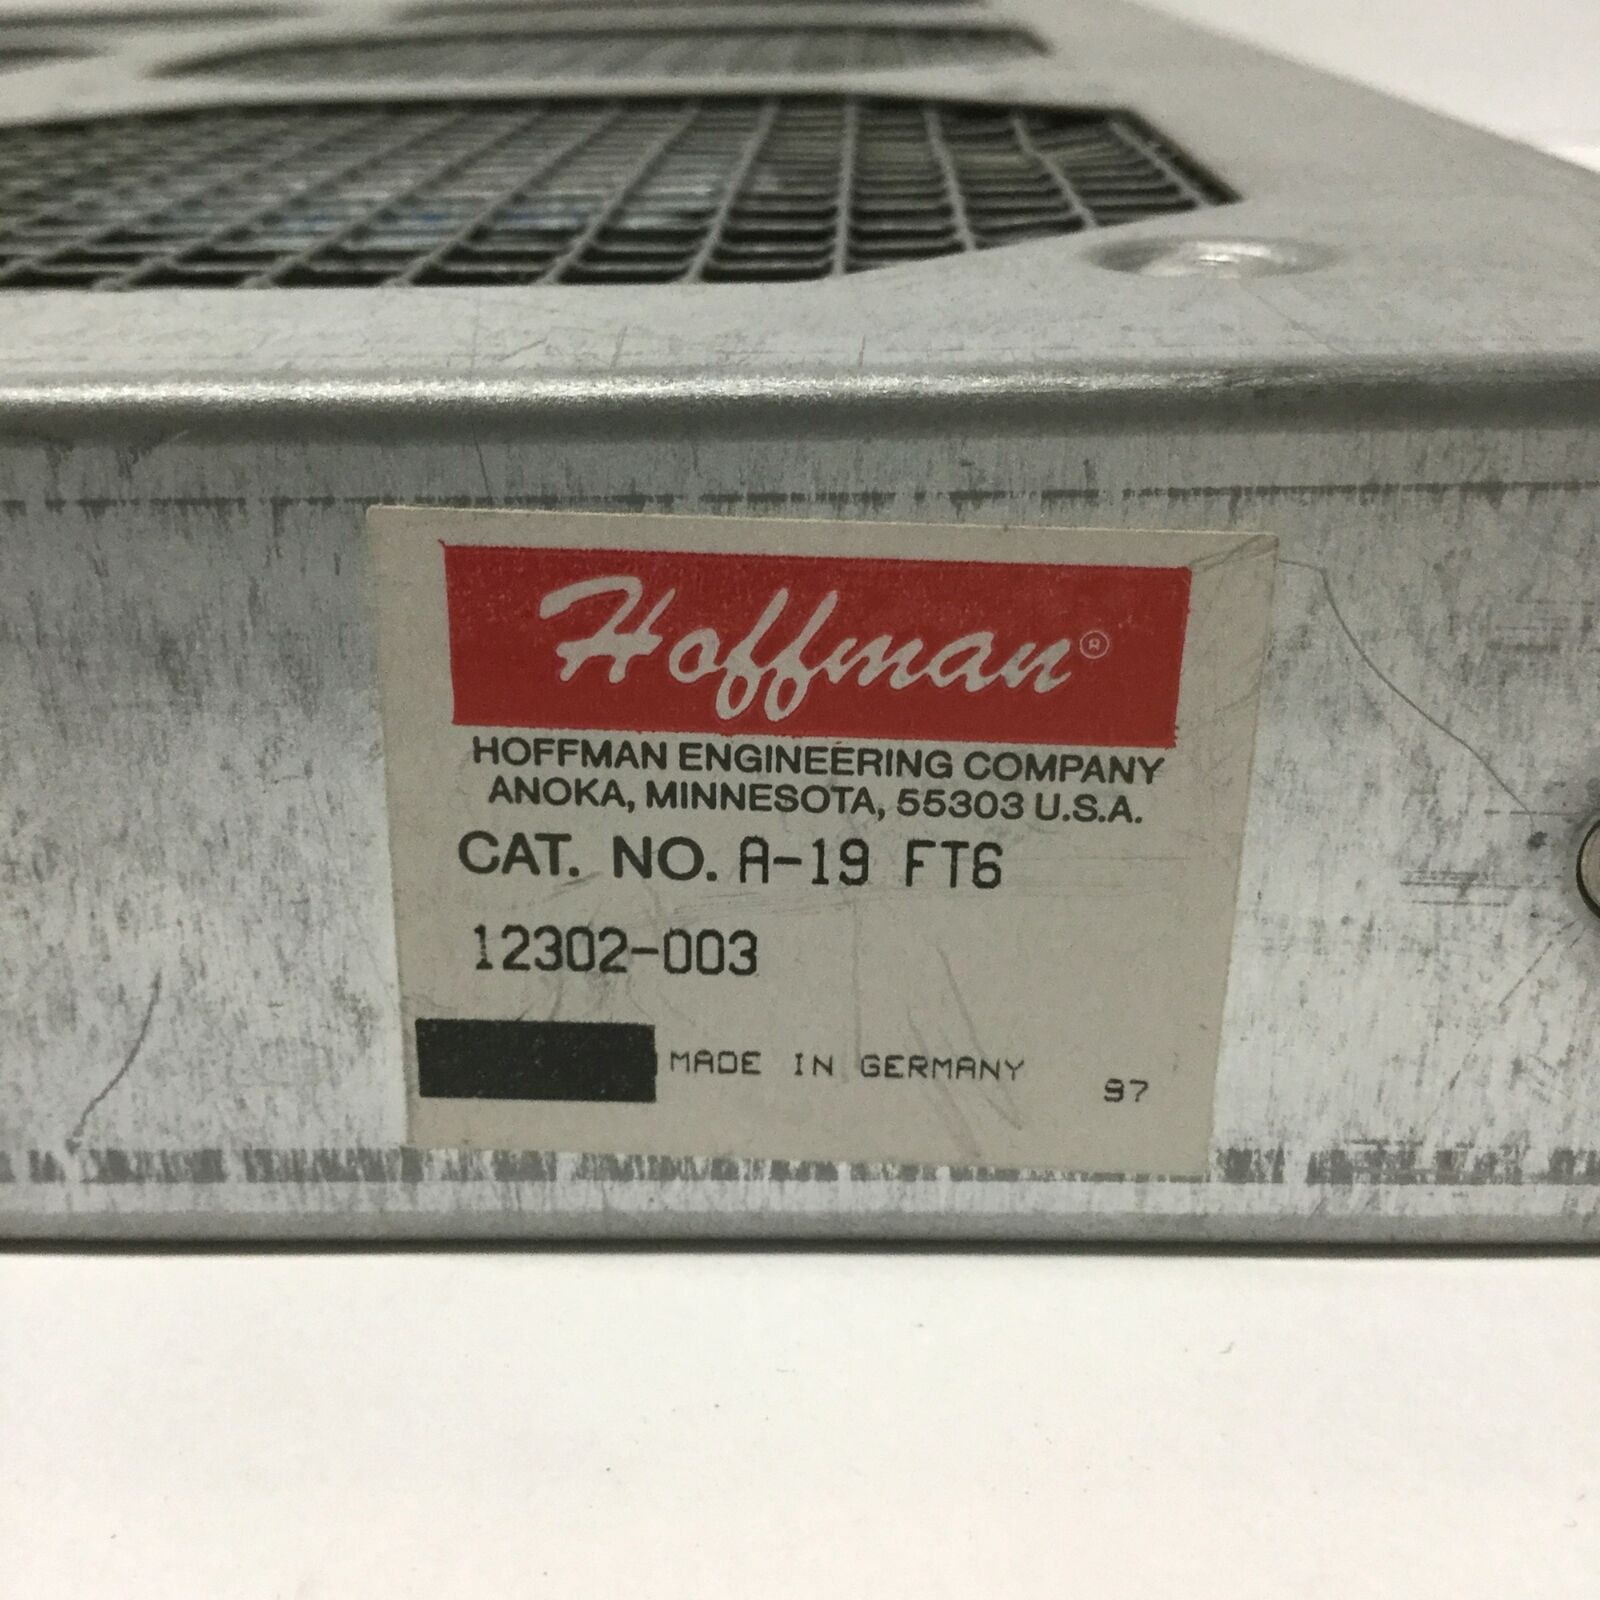 Hoffman®
HOFFMAN ENGINEERING COMPANY
ANOKA, MINNESOTA, 55303 U.S.A.
CAT. NO. A-19 FT6
12302-003
MADE IN GERMANY
97